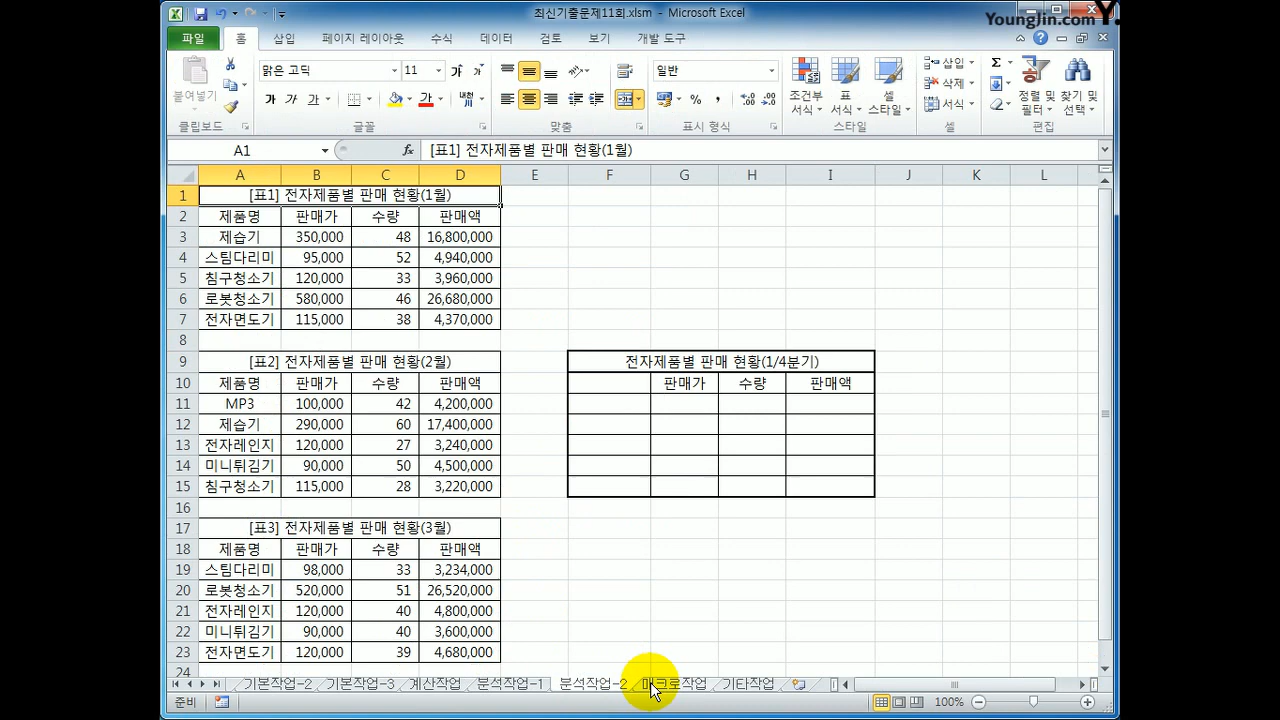 최신기출문제11회.xlsm - Microsoft Excel
YoungJin.com Y.
파일 홈 삽입 페이지 레이아웃 수식 데이터 검토 보기 개발 도구
맑은 고딕 11 일반
붙여넣기 조건부 서식 표 서식 셀 스타일 삽입 삭제 서식 정렬 및 필터 찾기 및 선택
가 가 가 가 내천 %
클립보드 글꼴 맞춤 표시 형식 스타일 셀 편집
A1 fx [표1] 전자제품별 판매 현황(1월)
A B C D E F G H I J K L
1 [표1] 전자제품별 판매 현황(1월)
2 제품명 판매가 수량 판매액
3 제습기 350,000 48 16,800,000
4 스팀다리미 95,000 52 4,940,000
5 침구청소기 120,000 33 3,960,000
6 로봇청소기 580,000 46 26,680,000
7 전자면도기 115,000 38 4,370,000
8
9 [표2] 전자제품별 판매 현황(2월) 전자제품별 판매 현황(1/4분기)
10 제품명 판매가 수량 판매액 판매가 수량 판매액
11 MP3 100,000 42 4,200,000
12 제습기 290,000 60 17,400,000
13 전자레인지 120,000 27 3,240,000
14 미니튀김기 90,000 50 4,500,000
15 침구청소기 115,000 28 3,220,000
16
17 [표3] 전자제품별 판매 현황(3월)
18 제품명 판매가 수량 판매액
19 스팀다리미 98,000 33 3,234,000
20 로봇청소기 520,000 51 26,520,000
21 전자레인지 120,000 40 4,800,000
22 미니튀김기 90,000 40 3,600,000
23 전자면도기 120,000 39 4,680,000
24
기본작업-2 기본작업-3 계산작업 분석작업-1 분석작업-2 매크로작업 기타작업
준비 100%